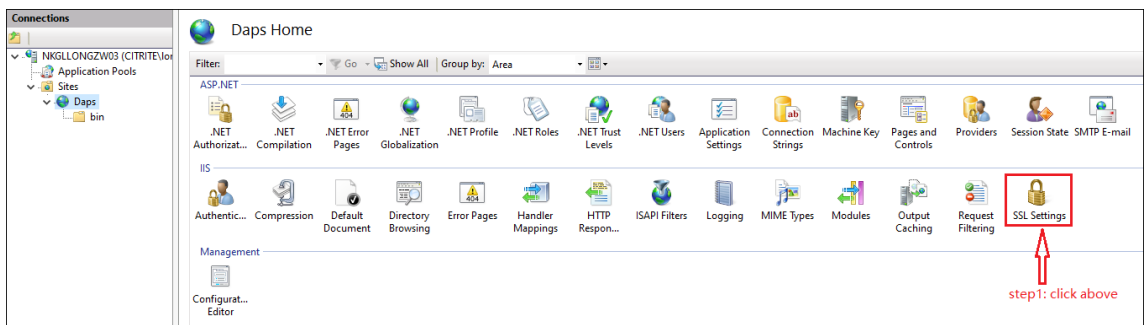 Connections
NKGLLONGZW03 (CITRITE\lor
Application Pools
Sites
Daps
bin
Daps Home
Filter: Go Show All Group by: Area
ASP.NET
.NET Authorizat...
.NET Compilation
.NET Error Pages
.NET Globalization
.NET Profile
.NET Roles
.NET Trust Levels
.NET Users
Application Settings
Connection Strings
Machine Key
Pages and Controls
Providers
Session State
SMTP E-mail
IIS
Authentic...
Compression
Default Document
Directory Browsing
Error Pages
Handler Mappings
HTTP Respon...
ISAPI Filters
Logging
MIME Types
Modules
Output Caching
Request Filtering
SSL Settings
Management
Configurat... Editor
step1: click above